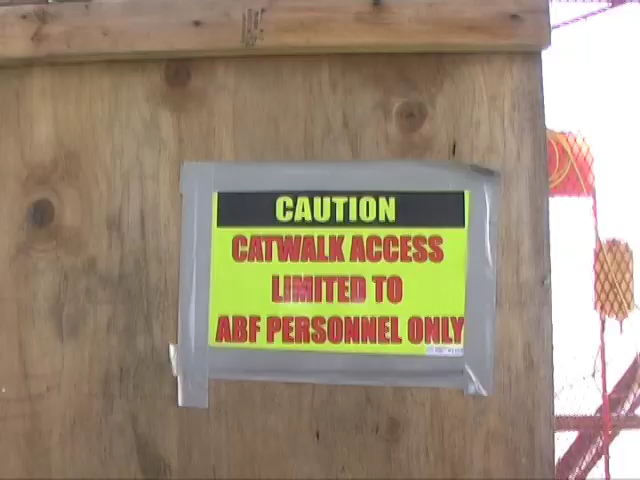 CAUTION
CATWALK ACCESS
LIMITED TO
ABF PERSONNEL ONLY